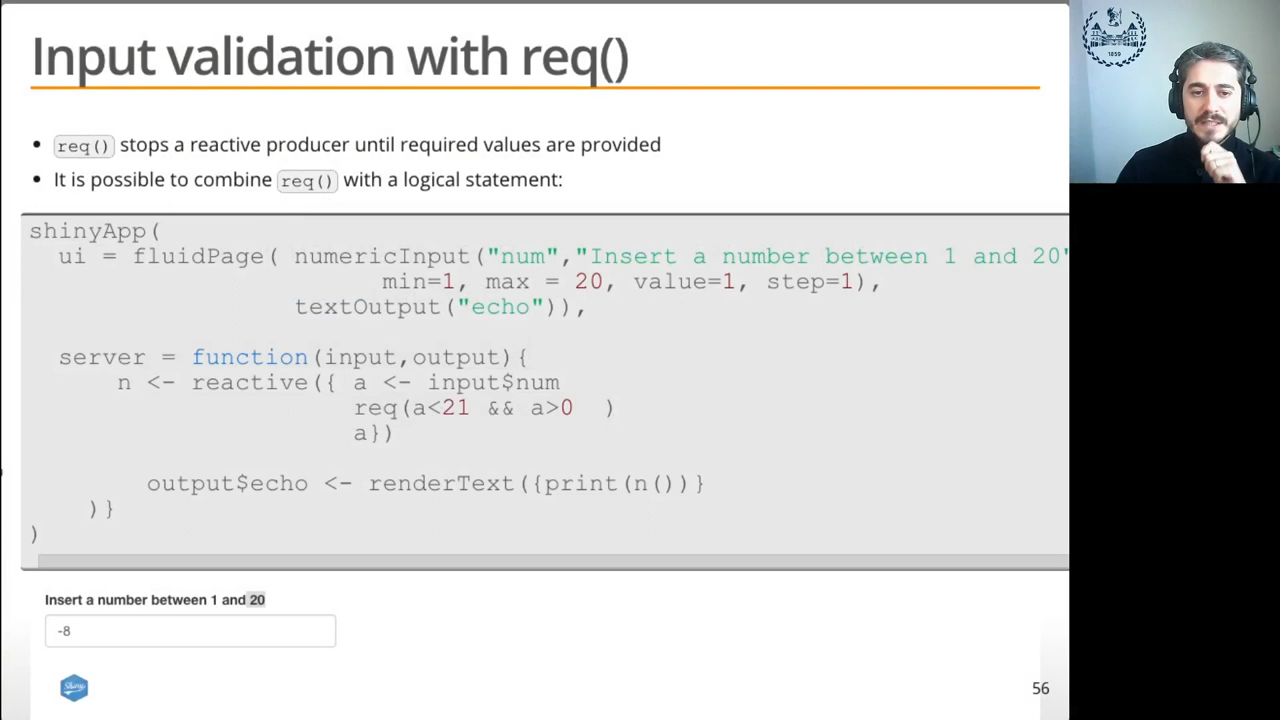 Input validation with req()
1859
req() stops a reactive producer until required values are provided
It is possible to combine req() with a logical statement:
shinyApp(
ui = fluidPage( numericInput("num","Insert a number between 1 and 20"
min=1, max = 20, value=1, step=1),
textOutput("echo")),
server = function(input,output){
n <- reactive({ a <- input$num
req(a<21 && a>0 )
a})
output$echo <- renderText({print(n())}
)}
)
Insert a number between 1 and 20
-8
Shiny
56